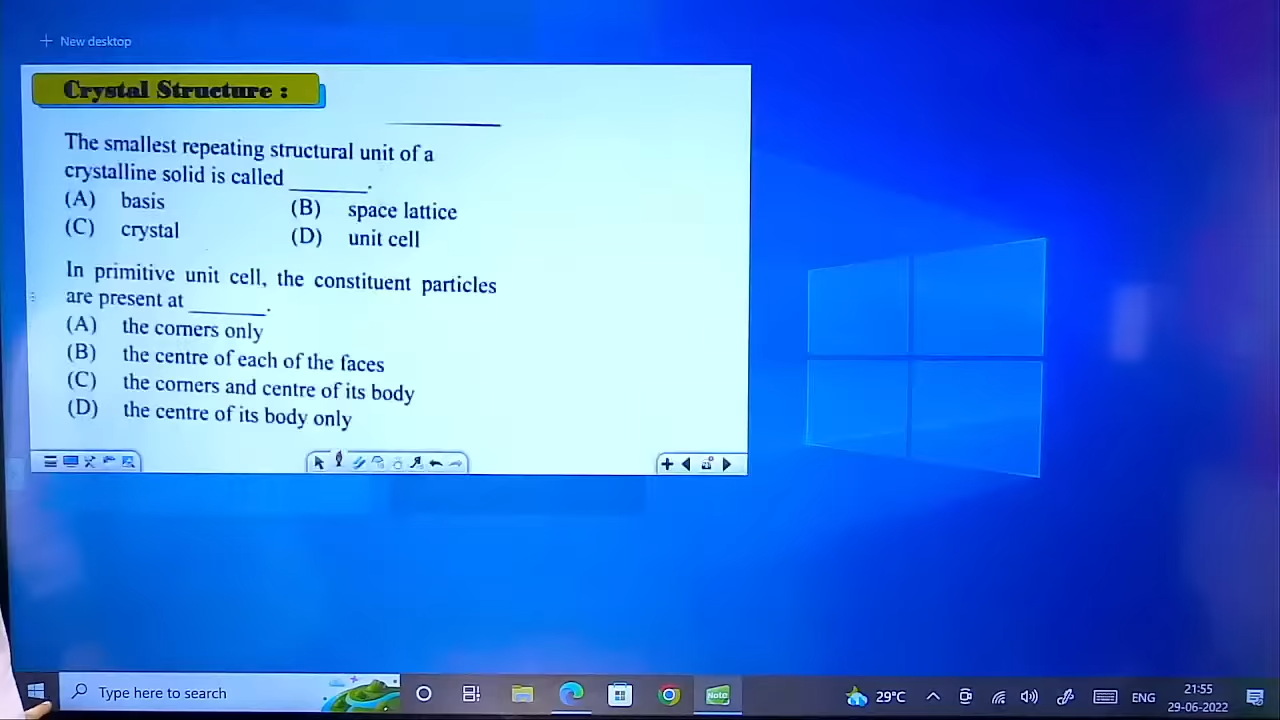 New desktop
Crystal Structure :
The smallest repeating structural unit of a
crystalline solid is called ________.
(A) basis (B) space lattice
(C) crystal (D) unit cell
In primitive unit cell, the constituent particles
are present at ________.
(A) the corners only
(B) the centre of each of the faces
(C) the corners and centre of its body
(D) the centre of its body only
Type here to search
Note
29°C
ENG
21:55
29-06-2022